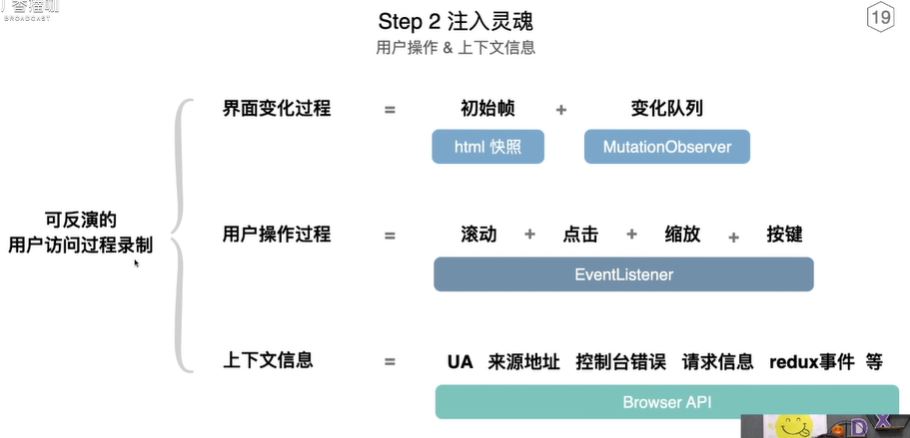 BROADCAST
Step 2 注入灵魂
19
用户操作 & 上下文信息
界面变化过程 = 初始帧 + 变化队列
html 快照 MutationObserver
可反演的
用户访问过程录制
用户操作过程 = 滚动 + 点击 + 缩放 + 按键
EventListener
上下文信息 = UA 来源地址 控制台错误 请求信息 redux事件 等
Browser API
D X